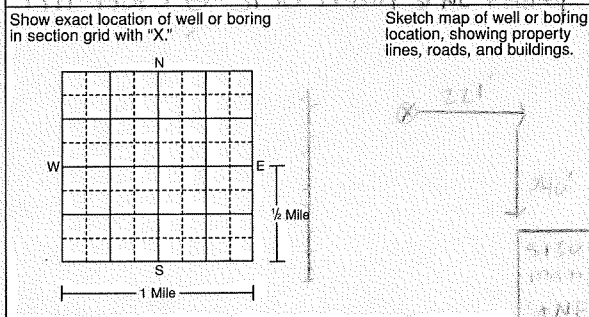 Show exact location of well or boring
in section grid with "X."
Sketch map of well or boring
location, showing property
lines, roads, and buildings.
N
W
E
½ Mile
S
1 Mile
X